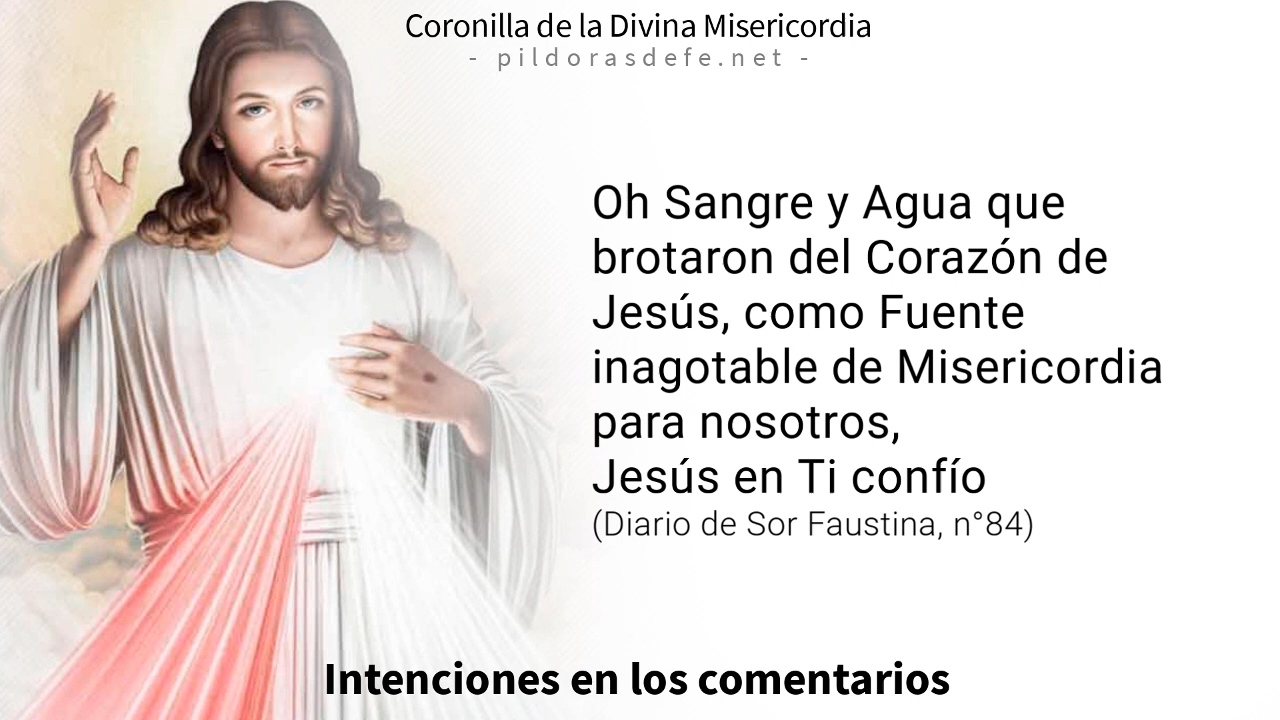 Coronilla de la Divina Misericordia
- pildorasdefe.net -
Oh Sangre y Agua que
brotaron del Corazón de
Jesús, como Fuente
inagotable de Misericordia
para nosotros,
Jesús en Ti confío
(Diario de Sor Faustina, n°84)
Intenciones en los comentarios